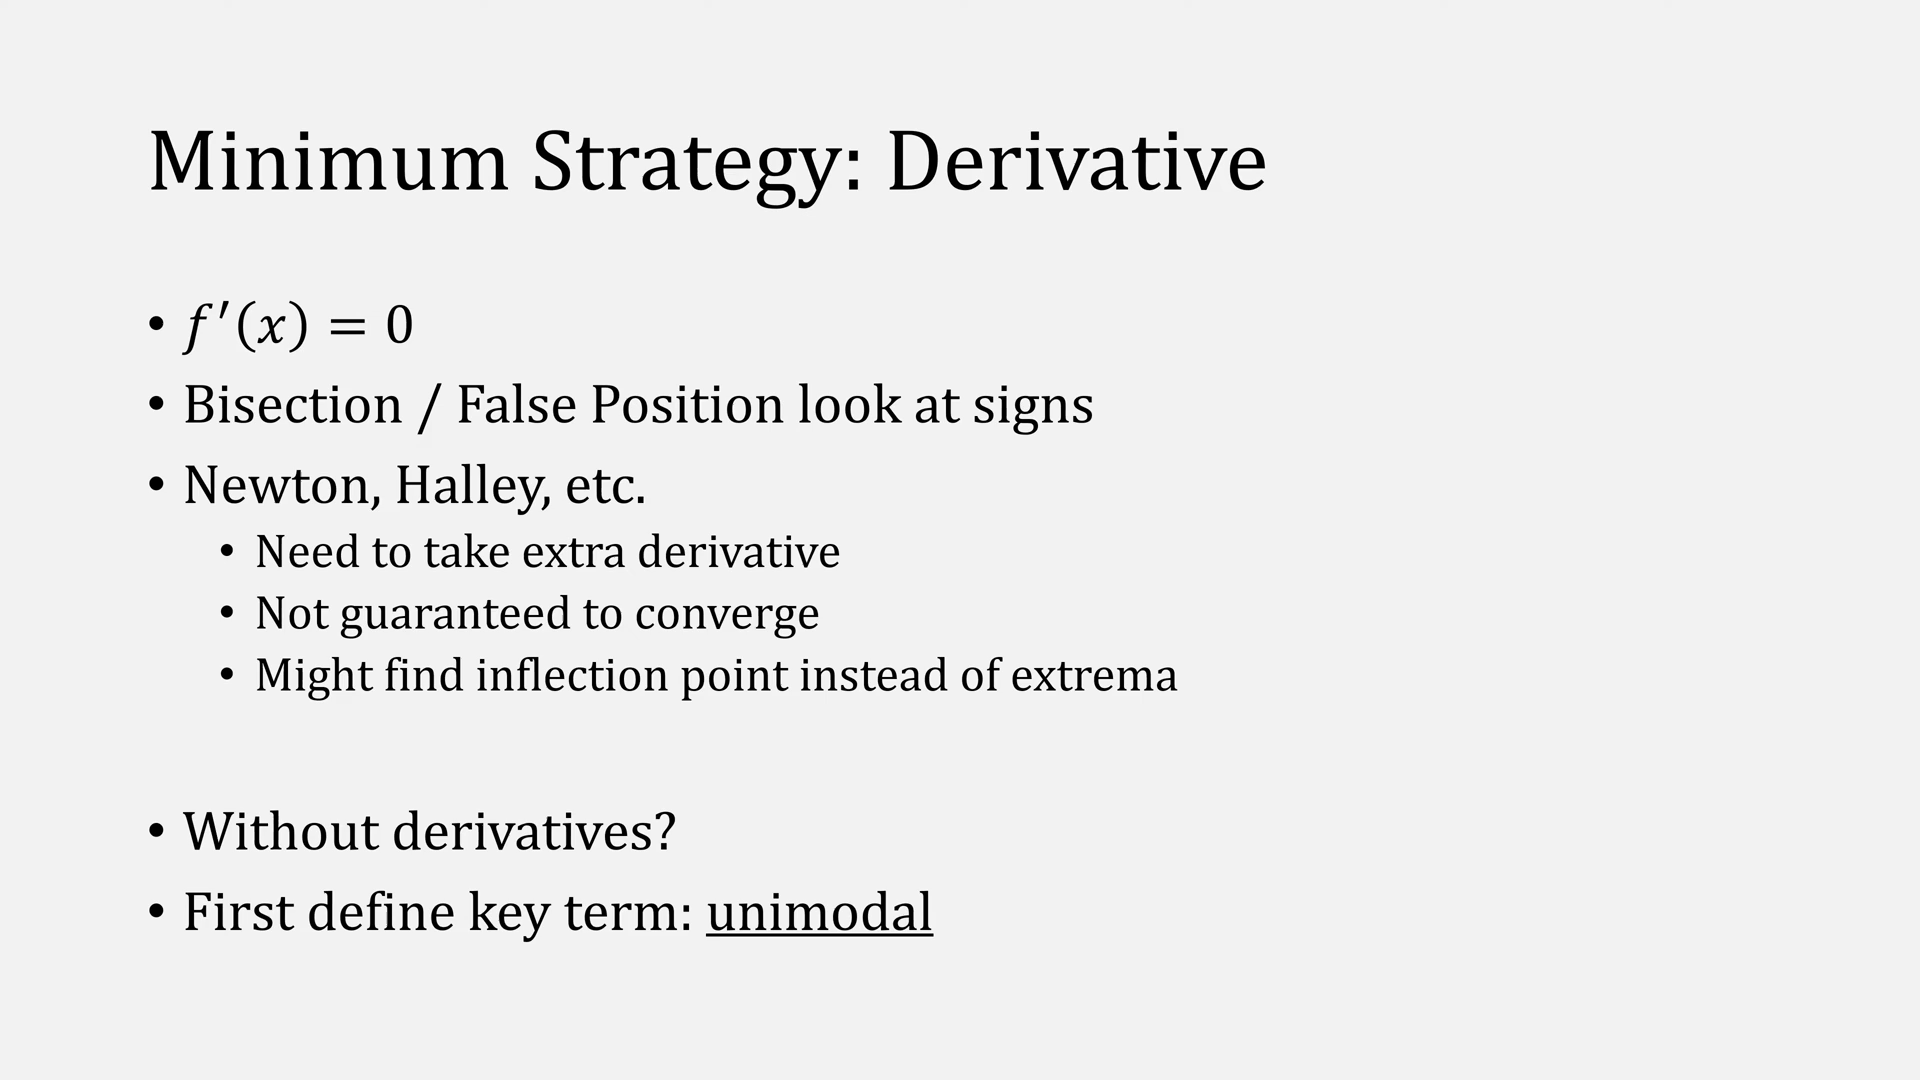 Minimum Strategy: Derivative
• f′(x) = 0
• Bisection / False Position look at signs
• Newton, Halley, etc.
• Need to take extra derivative
• Not guaranteed to converge
• Might find inflection point instead of extrema
• Without derivatives?
• First define key term: unimodal